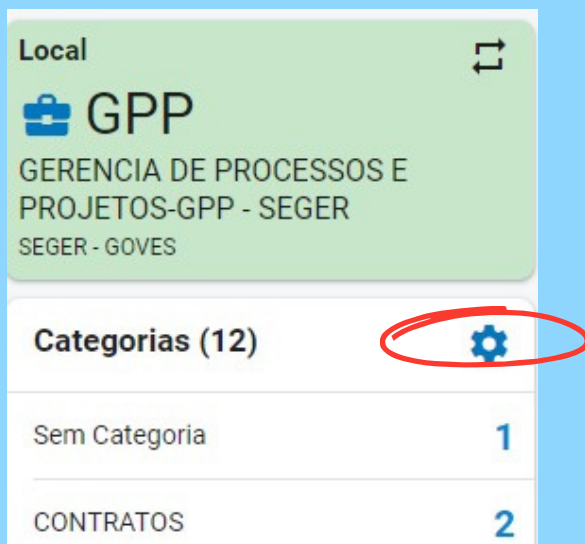 Local
GPP
GERENCIA DE PROCESSOS E
PROJETOS-GPP - SEGER
SEGER - GOVES
Categorias (12)
Sem Categoria 1
CONTRATOS 2